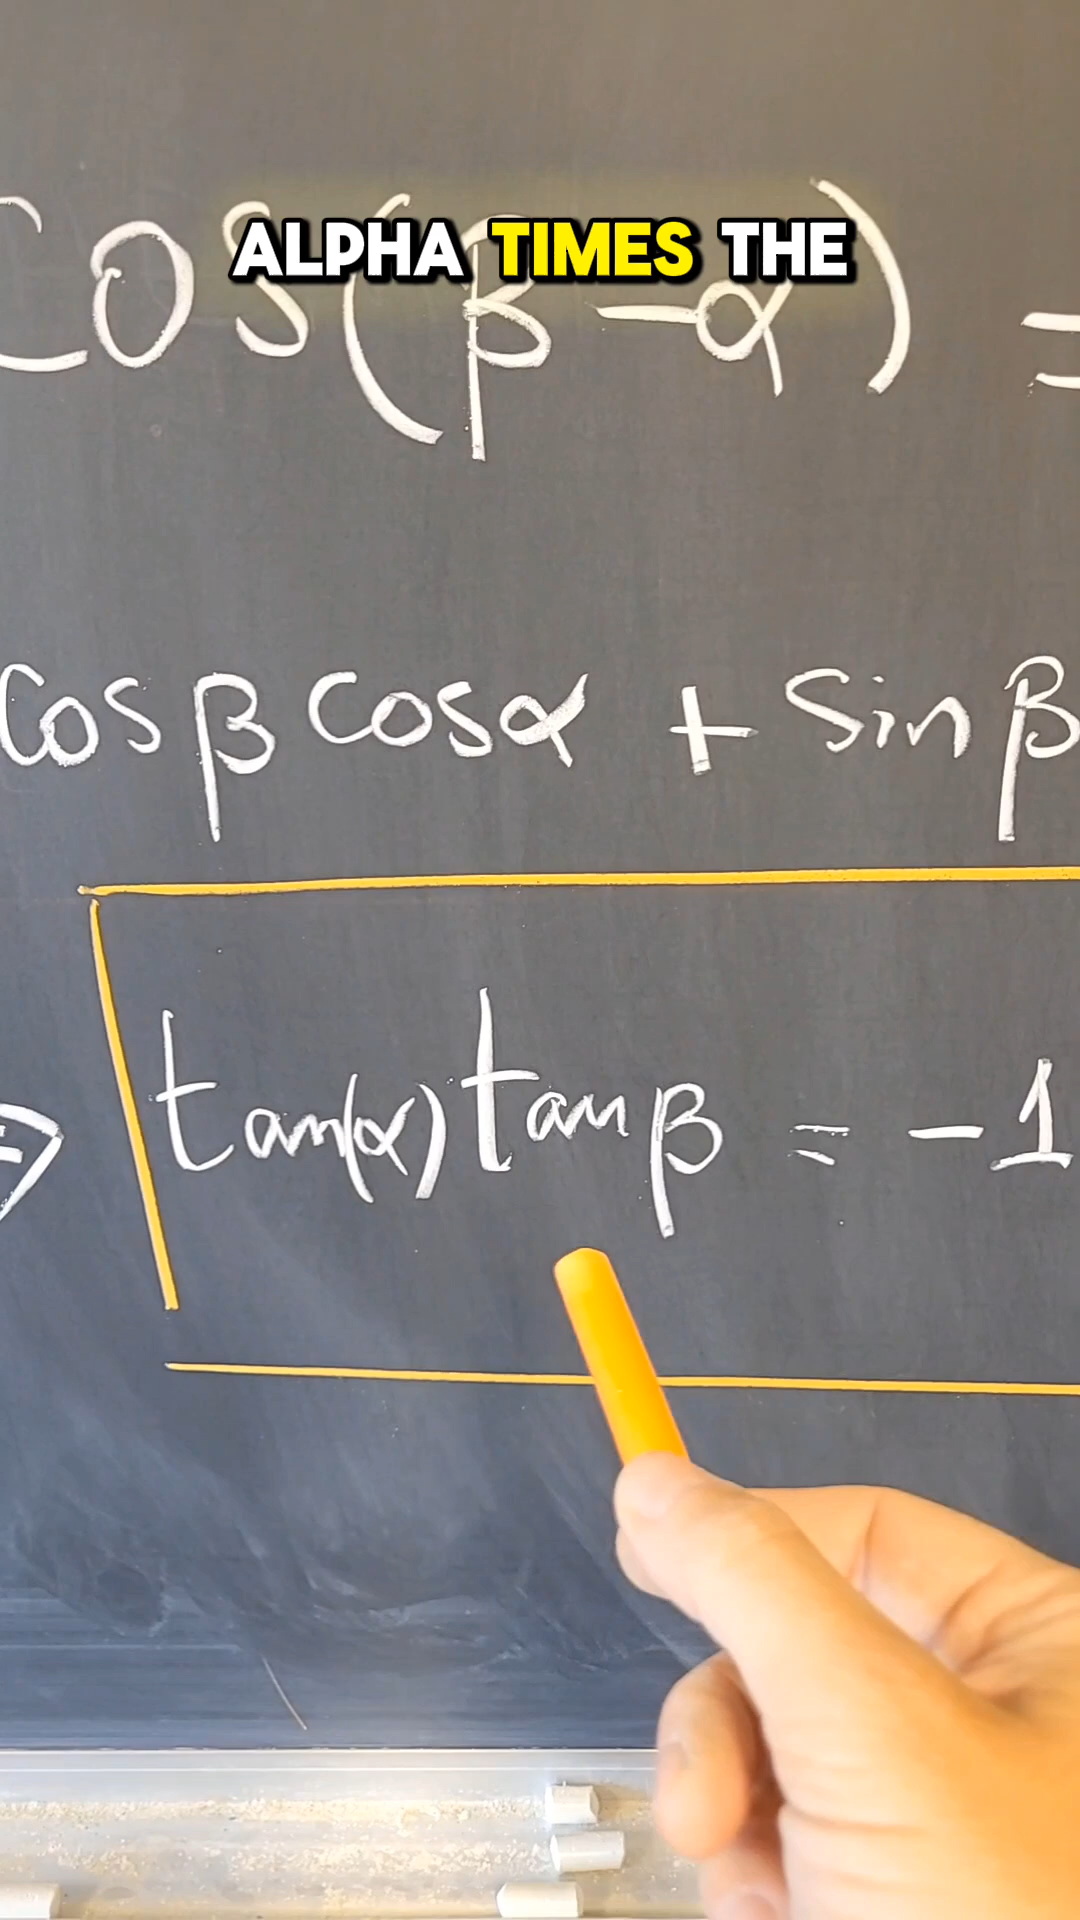 ALPHA TIMES THE
cos(β-α) =
cosβ cosα + sinβ
tan(α) tanβ = -1